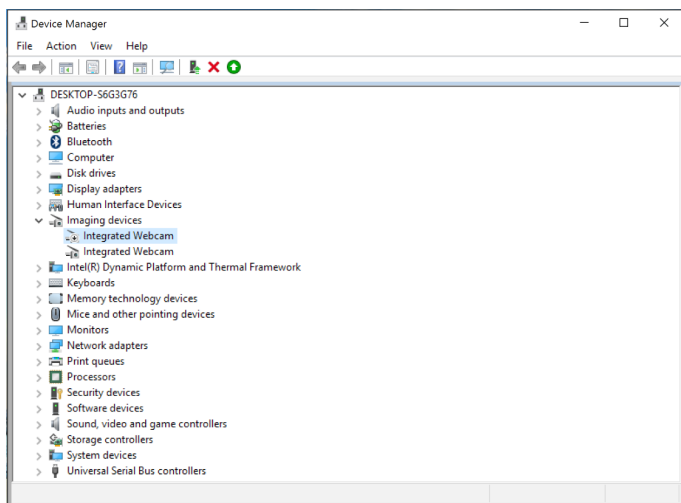 Device Manager
File Action View Help
DESKTOP-S6G3G76
Audio inputs and outputs
Batteries
Bluetooth
Computer
Disk drives
Display adapters
Human Interface Devices
Imaging devices
Integrated Webcam
Integrated Webcam
Intel(R) Dynamic Platform and Thermal Framework
Keyboards
Memory technology devices
Mice and other pointing devices
Monitors
Network adapters
Print queues
Processors
Security devices
Software devices
Sound, video and game controllers
Storage controllers
System devices
Universal Serial Bus controllers